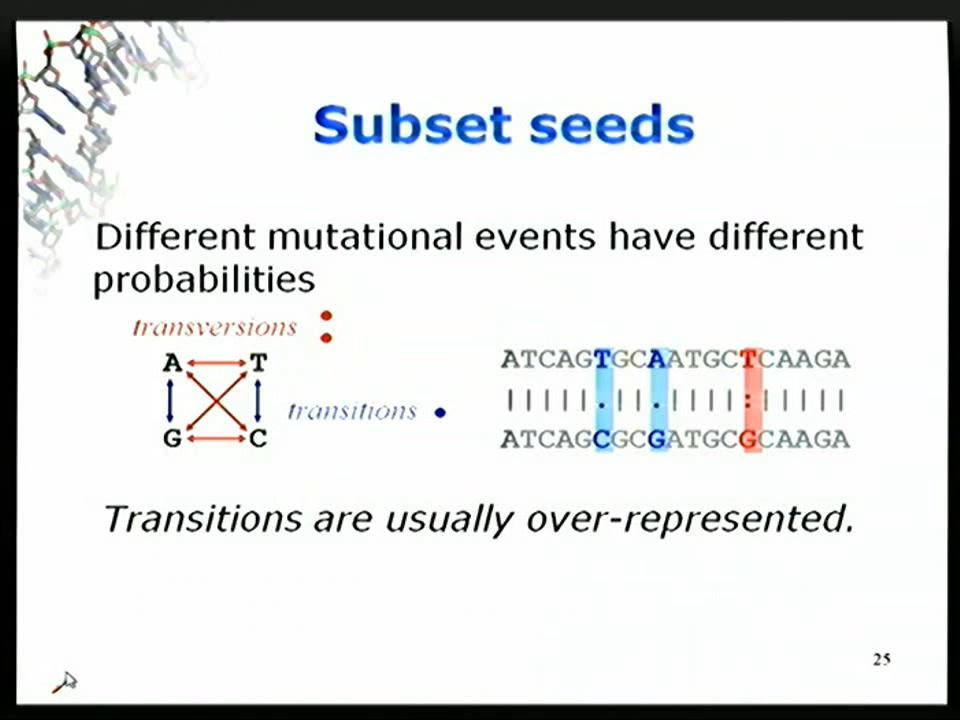 Subset seeds
Different mutational events have different
probabilities
transversions :
A T
G C
transitions •
ATCAGTGCAATGCTCAAGA
|||||.||.||||:|||||
ATCAGCGCGATGCGCAAGA
Transitions are usually over-represented.
25